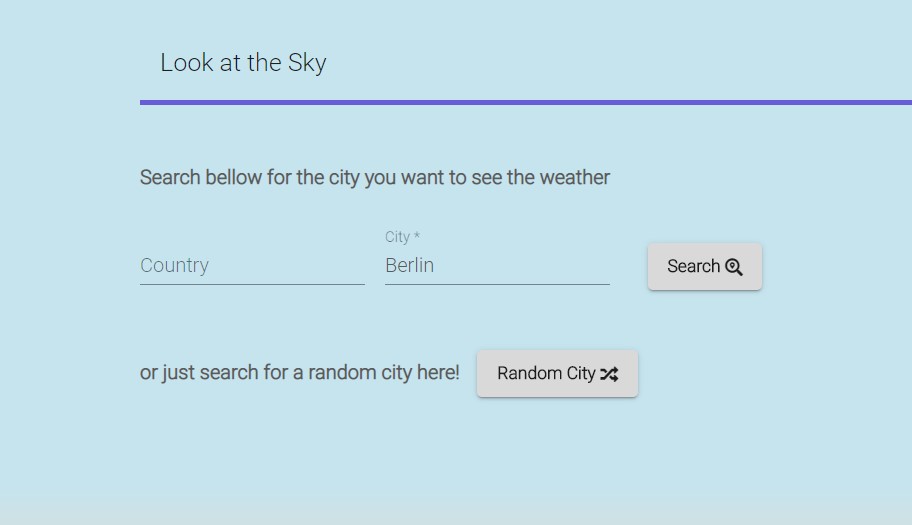 Look at the Sky
Search bellow for the city you want to see the weather
City *
Country
Berlin
Search
or just search for a random city here!
Random City